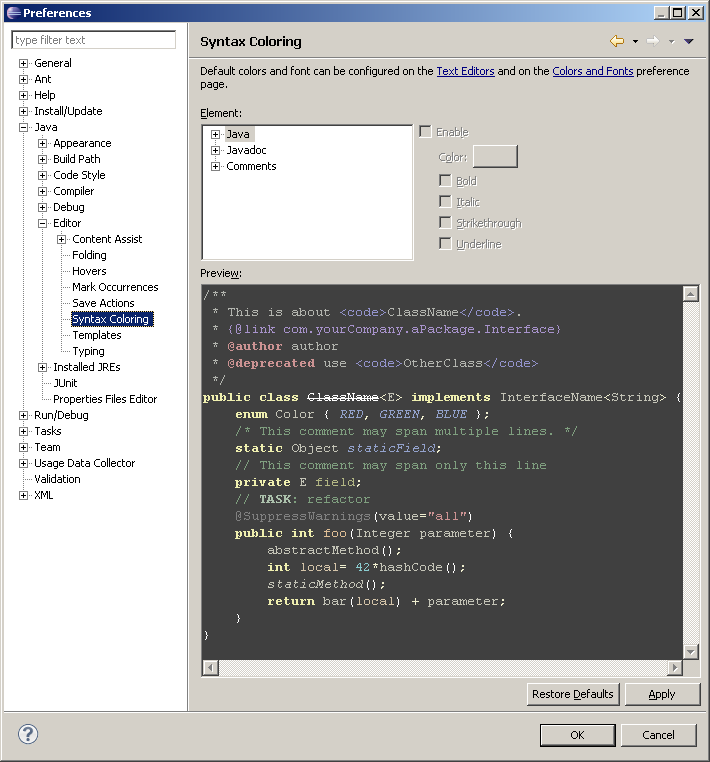 Preferences
type filter text
General
Ant
Help
Install/Update
Java
Appearance
Build Path
Code Style
Compiler
Debug
Editor
Content Assist
Folding
Hovers
Mark Occurrences
Save Actions
Syntax Coloring
Templates
Typing
Installed JREs
JUnit
Properties Files Editor
Run/Debug
Tasks
Team
Usage Data Collector
Validation
XML
Syntax Coloring
Default colors and font can be configured on the Text Editors and on the Colors and Fonts preference
page.
Element:
Java
Javadoc
Comments
Enable
Color:
Bold
Italic
Strikethrough
Underline
Preview:
/**
 * This is about <code>ClassName</code>.
 * {@link com.yourCompany.aPackage.Interface}
 * @author author
 * @deprecated use <code>OtherClass</code>
 */
public class ClassName<E> implements InterfaceName<String> {
    enum Color { RED, GREEN, BLUE };
    /* This comment may span multiple lines. */
    static Object staticField;
    // This comment may span only this line
    private E field;
    // TASK: refactor
    @SuppressWarnings(value="all")
    public int foo(Integer parameter) {
        abstractMethod();
        int local= 42*hashCode();
        staticMethod();
        return bar(local) + parameter;
    }
}
Restore Defaults
Apply
?
OK
Cancel